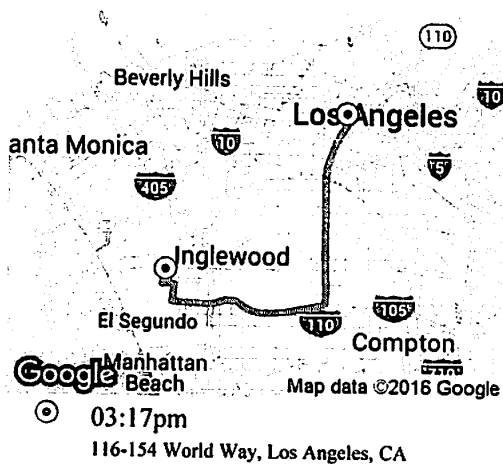 110
Beverly Hills
Los Angeles
10
10
anta Monica
5
405
Inglewood
El Segundo
110
105
Compton
Google
Manhattan
Beach
Map data ©2016 Google
03:17pm
116-154 World Way, Los Angeles, CA